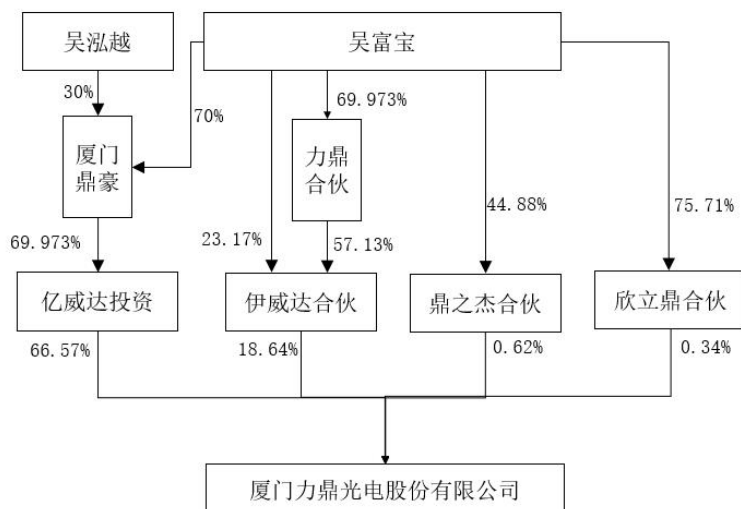 吴泓越
吴富宝
30%
70%
69.973%
厦门
鼎豪
力鼎
合伙
69.973%
23.17%
57.13%
44.88%
75.71%
亿威达投资
伊威达合伙
鼎之杰合伙
欣立鼎合伙
66.57%
18.64%
0.62%
0.34%
厦门力鼎光电股份有限公司